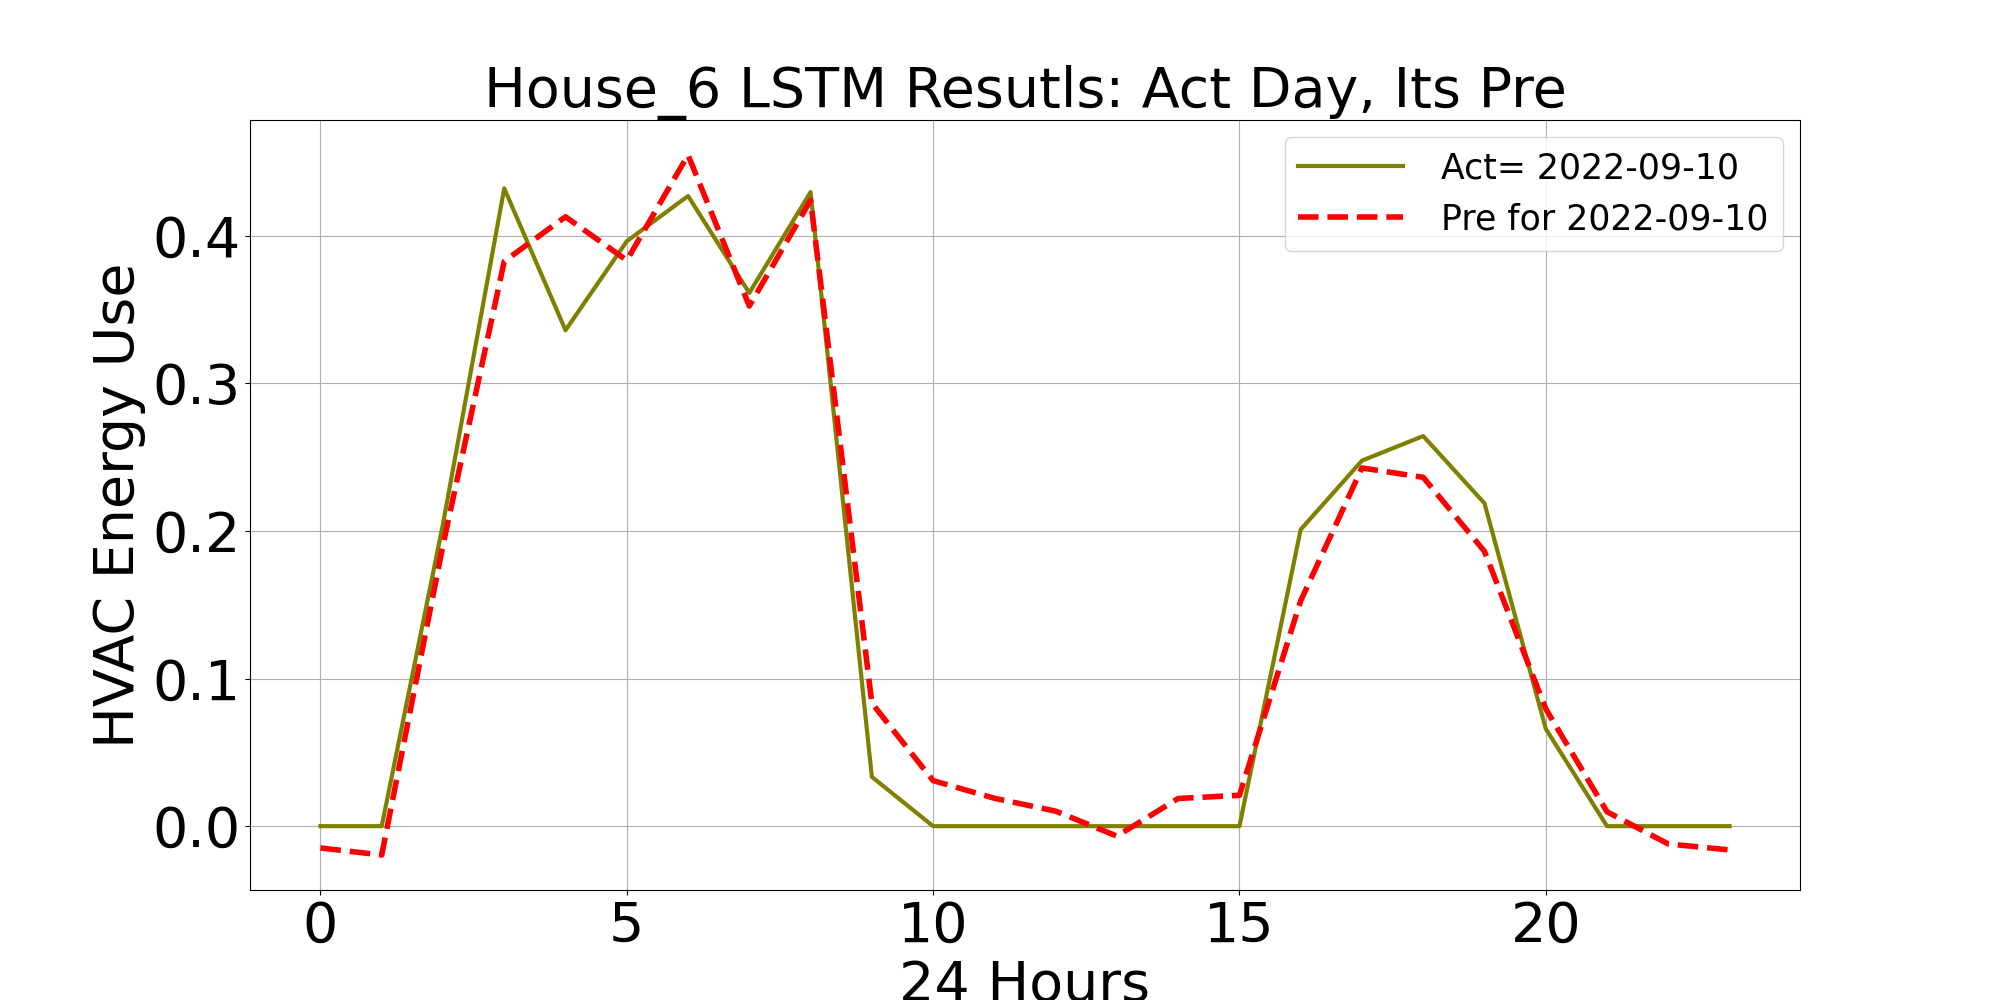 House_6 LSTM Resutls: Act Day, Its Pre
Act= 2022-09-10
Pre for 2022-09-10
HVAC Energy Use
0.4
0.3
0.2
0.1
0.0
0 5 10 15 20
24 Hours